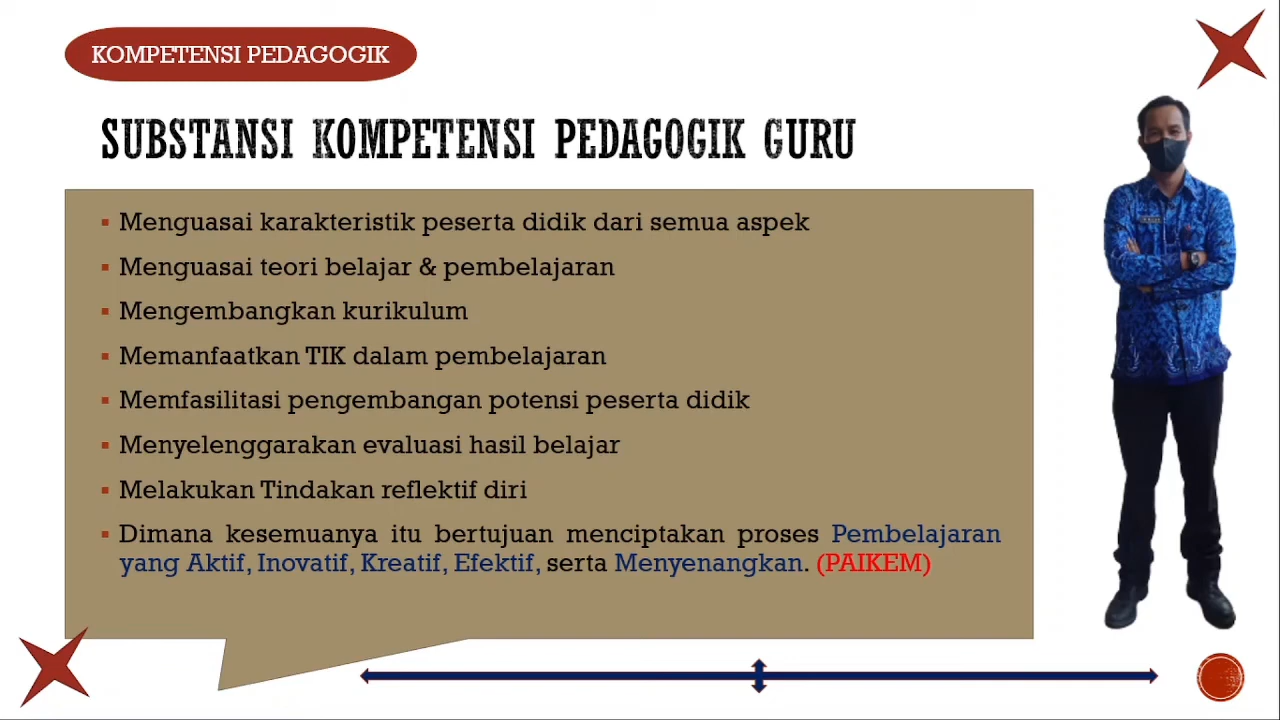 KOMPETENSI PEDAGOGIK
SUBSTANSI KOMPETENSI PEDAGOGIK GURU
Menguasai karakteristik peserta didik dari semua aspek
Menguasai teori belajar & pembelajaran
Mengembangkan kurikulum
Memanfaatkan TIK dalam pembelajaran
Memfasilitasi pengembangan potensi peserta didik
Menyelenggarakan evaluasi hasil belajar
Melakukan Tindakan reflektif diri
Dimana kesemuanya itu bertujuan menciptakan proses Pembelajaran
yang Aktif, Inovatif, Kreatif, Efektif, serta Menyenangkan. (PAIKEM)